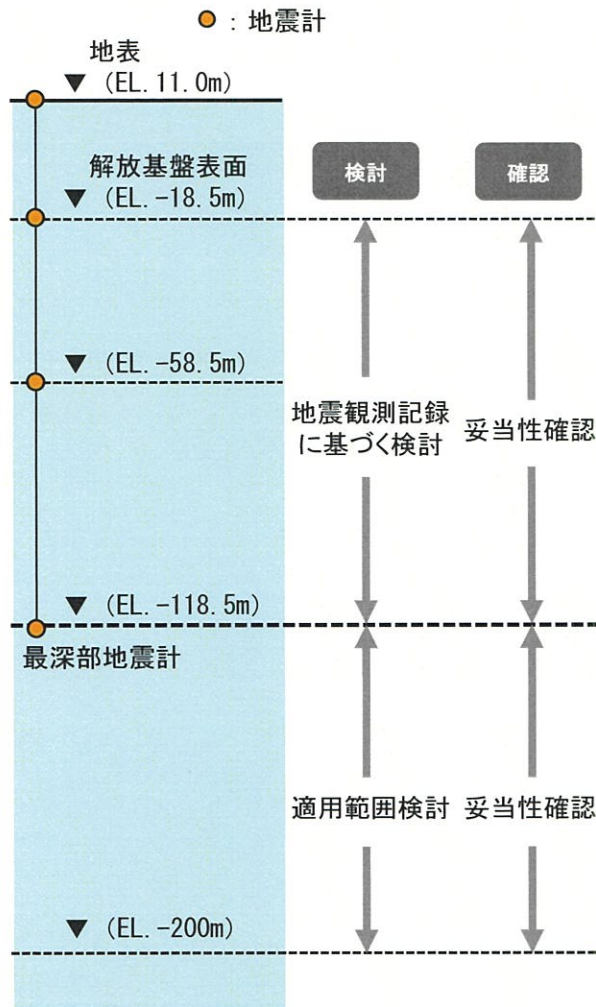 ：地震計
地表
▼ (EL. 11.0m)
解放基盤表面
▼ (EL. -18.5m)
検討
確認
▼ (EL. -58.5m)
地震観測記録
に基づく検討
妥当性確認
▼ (EL. -118.5m)
最深部地震計
適用範囲検討
妥当性確認
▼ (EL. -200m)